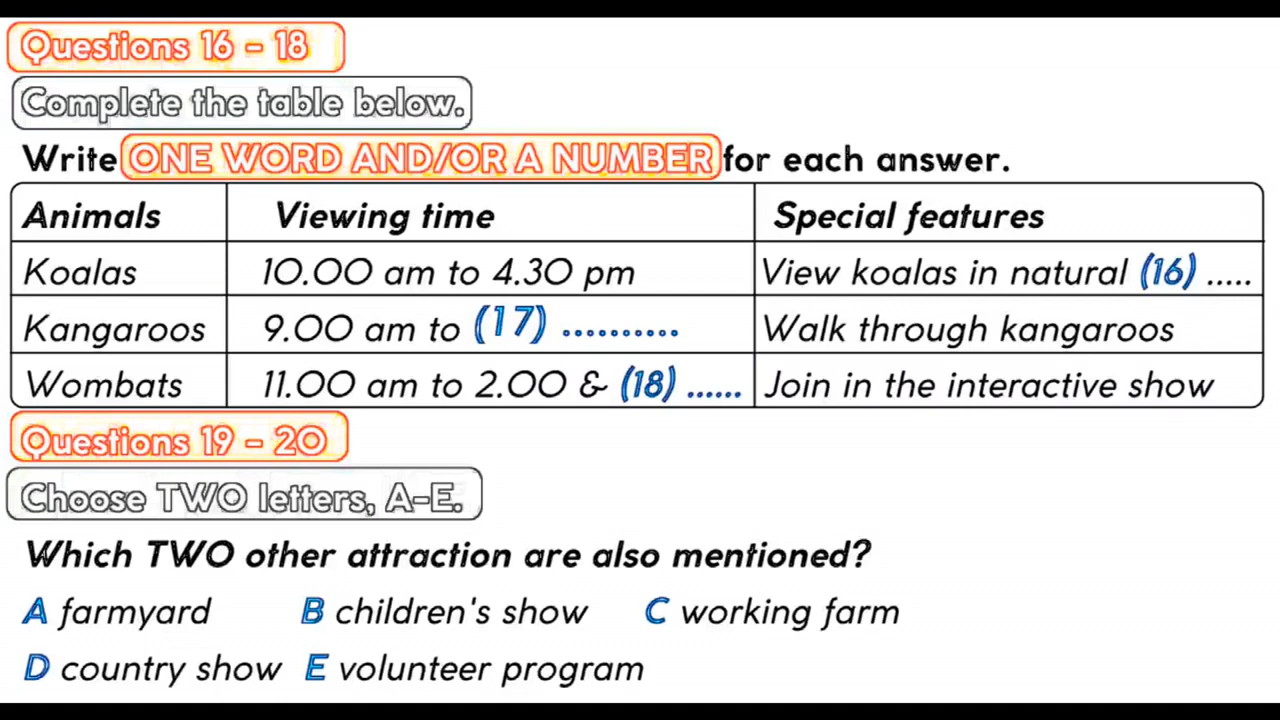 Questions 16 - 18
Complete the table below.
Write ONE WORD AND/OR A NUMBER for each answer.
Animals Viewing time Special features
Koalas 10.00 am to 4.30 pm View koalas in natural (16) .....
Kangaroos 9.00 am to (17) .......... Walk through kangaroos
Wombats 11.00 am to 2.00 & (18) ...... Join in the interactive show
Questions 19 - 20
Choose TWO letters, A-E.
Which TWO other attraction are also mentioned?
A farmyard B children's show C working farm
D country show E volunteer program